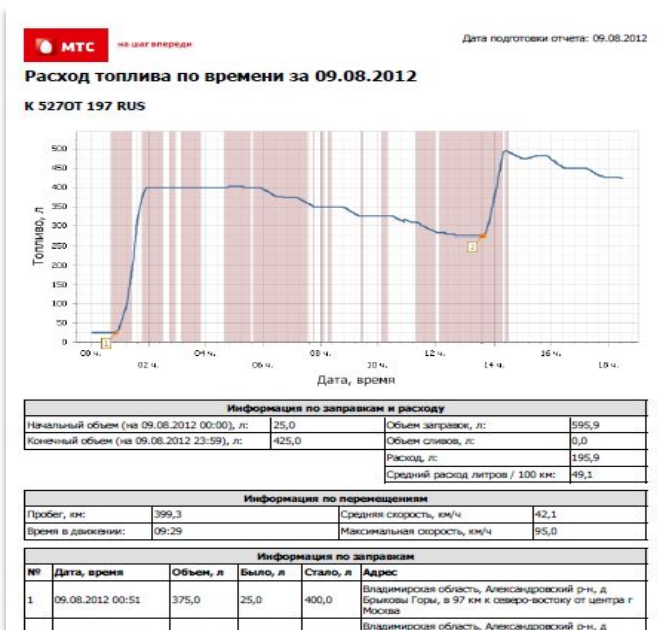 МТС на шаг впереди
Дата подготовки отчета: 09.08.2012
Расход топлива по времени за 09.08.2012
К 527ОТ 197 RUS
Топливо, л
500
450
400
350
300
250
200
150
100
50
0
1
2
00 ч. 02 ч. 04 ч. 06 ч. 08 ч. 10 ч. 12 ч. 14 ч. 16 ч. 18 ч.
Дата, время
Информация по заправкам и расходу
Начальный объем (на 09.08.2012 00:00), л: 25,0 Объем заправок, л: 595,9
Конечный объем (на 09.08.2012 23:59), л: 425,0 Объем сливов, л: 0,0
Расход, л: 195,9
Средний расход литров / 100 км: 49,1
Информация по перемещениям
Пробег, км: 399,3 Средняя скорость, км/ч 42,1
Время в движении: 09:29 Максимальная скорость, км/ч 95,0
Информация по заправкам
№ Дата, время Объем, л Было, л Стало, л Адрес
1 09.08.2012 00:51 375,0 25,0 400,0 Владимирская область, Александровский р-н, д
Брыковы Горы, в 97 км к северо-востоку от центра г
Москва
Владимирская область, Александровский р-н, д